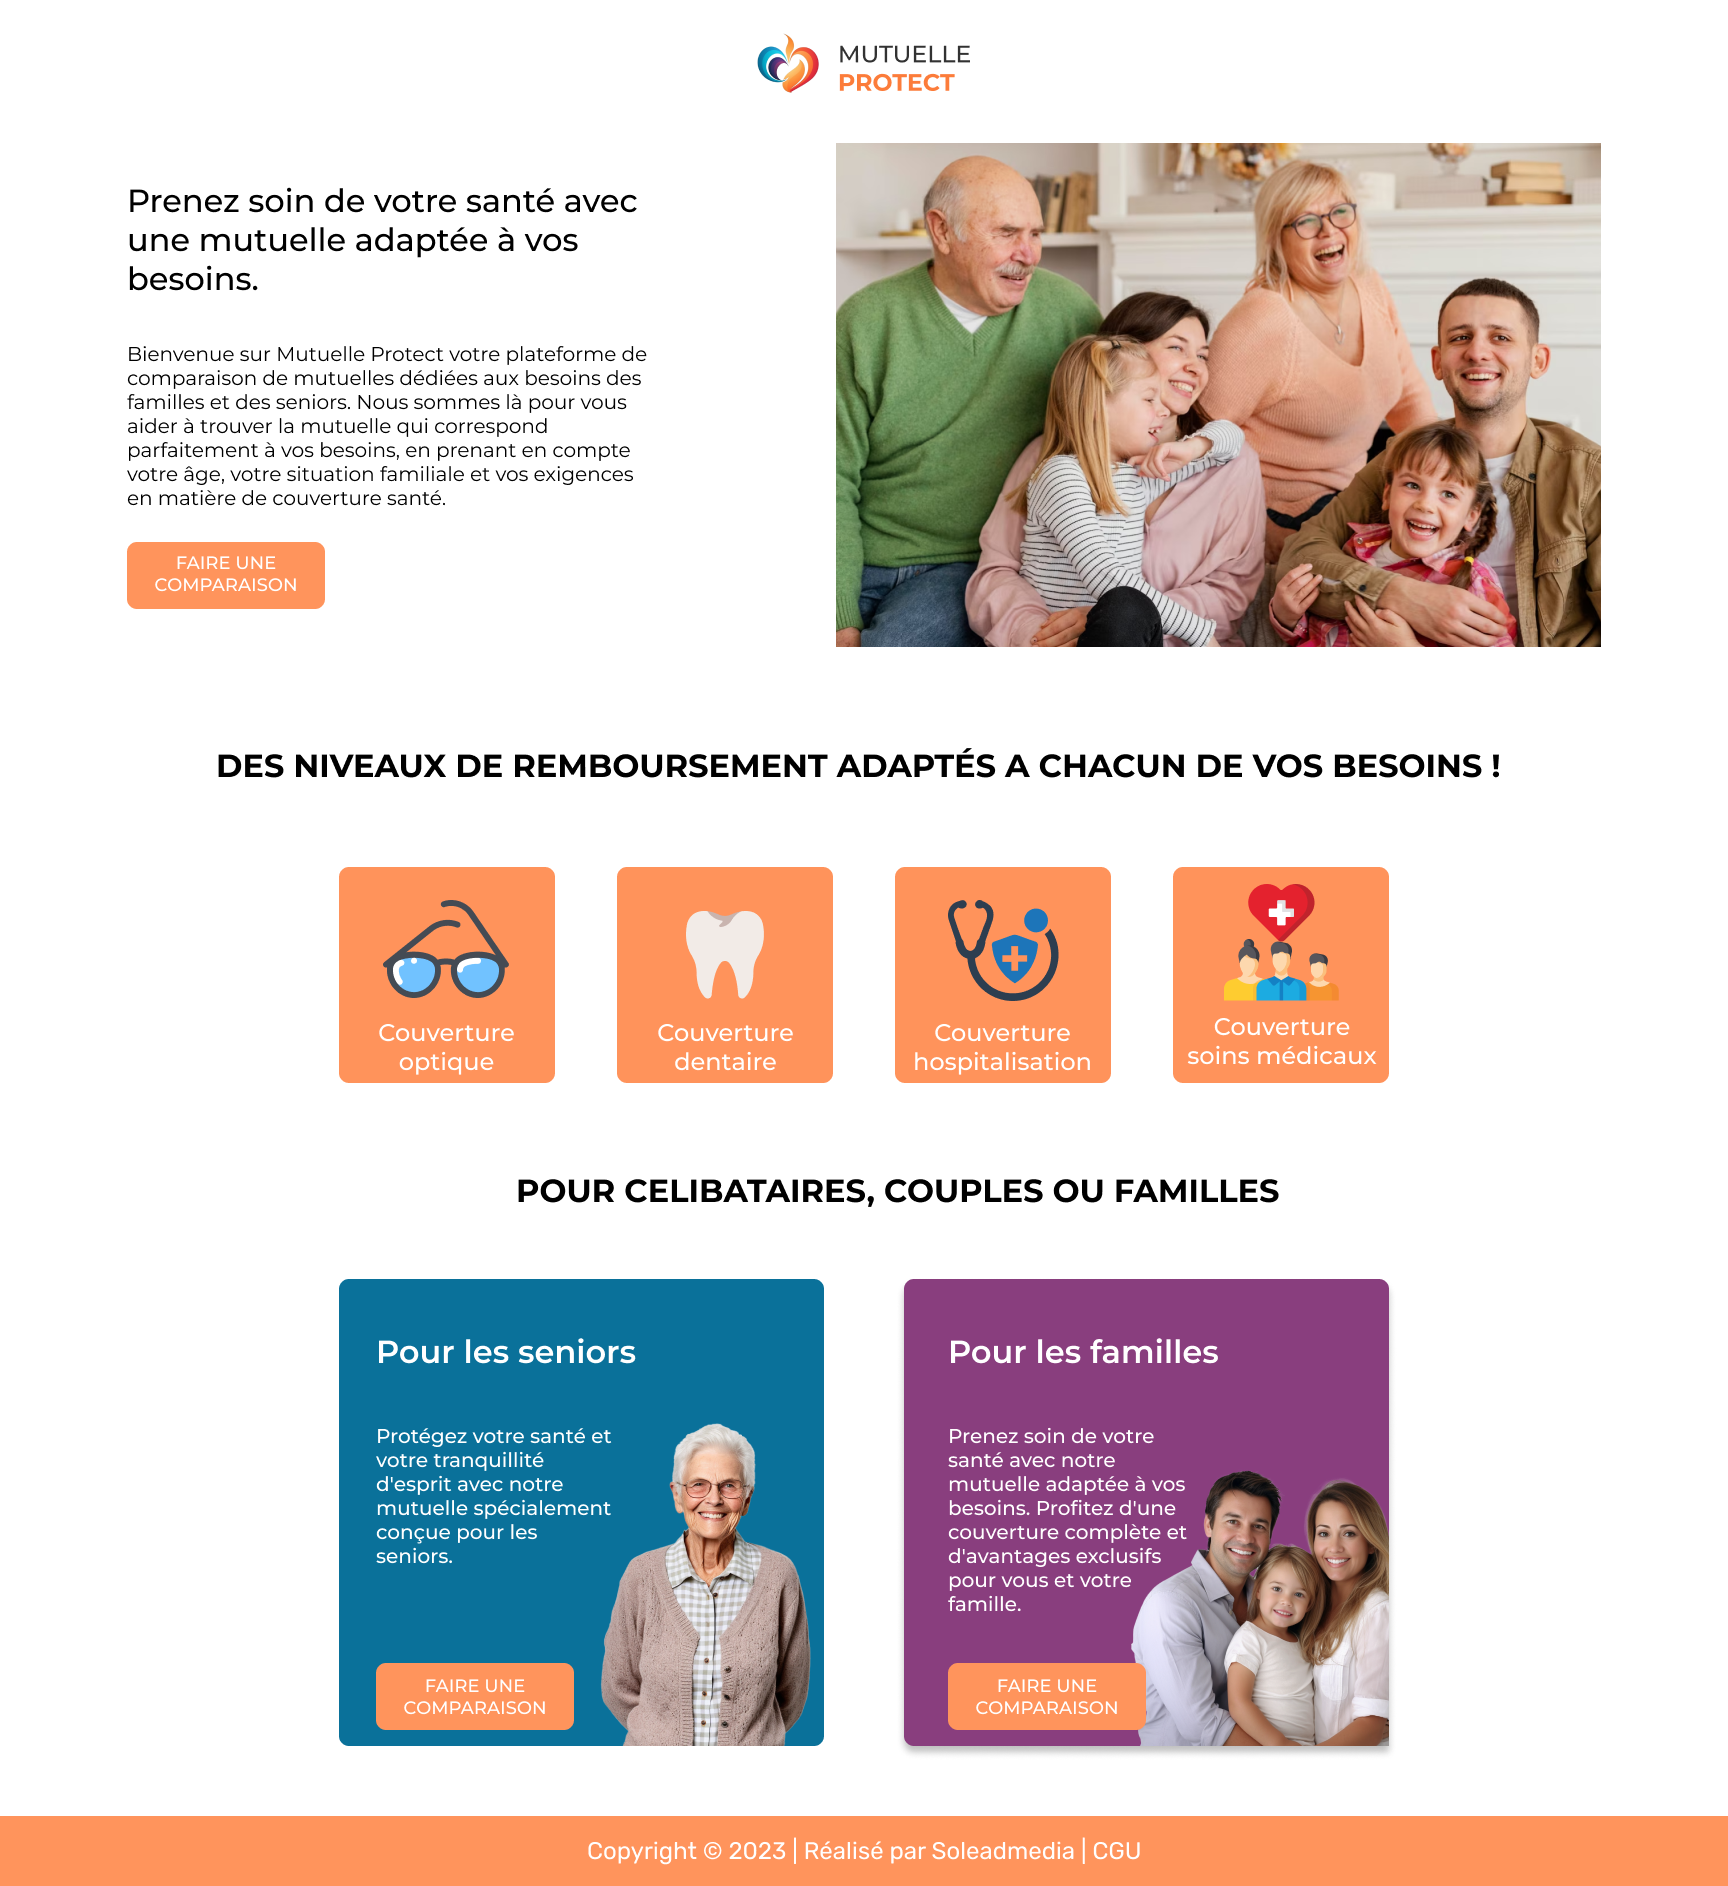 MUTUELLE
PROTECT
Prenez soin de votre santé avec
une mutuelle adaptée à vos
besoins.
Bienvenue sur Mutuelle Protect votre plateforme de
comparaison de mutuelles dédiées aux besoins des
familles et des seniors. Nous sommes là pour vous
aider à trouver la mutuelle qui correspond
parfaitement à vos besoins, en prenant en compte
votre âge, votre situation familiale et vos exigences
en matière de couverture santé.
FAIRE UNE
COMPARAISON
DES NIVEAUX DE REMBOURSEMENT ADAPTÉS A CHACUN DE VOS BESOINS !
Couverture
optique
Couverture
dentaire
Couverture
hospitalisation
Couverture
soins médicaux
POUR CELIBATAIRES, COUPLES OU FAMILLES
Pour les seniors
Protégez votre santé et
votre tranquillité
d'esprit avec notre
mutuelle spécialement
conçue pour les
seniors.
FAIRE UNE
COMPARAISON
Pour les familles
Prenez soin de votre
santé avec notre
mutuelle adaptée à vos
besoins. Profitez d'une
couverture complète et
d'avantages exclusifs
pour vous et votre
famille.
FAIRE UNE
COMPARAISON
Copyright © 2023 | Réalisé par Soleadmedia | CGU